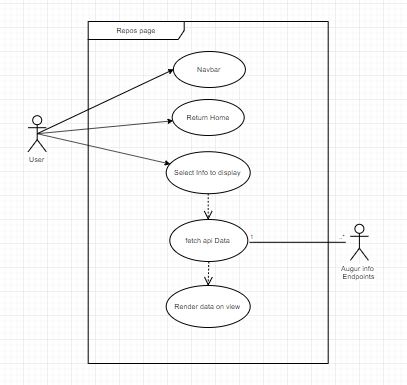 Repos page
Navbar
Return Home
User
Select Info to display
fetch api Data
Augur.info
Endpoints
Render data on view